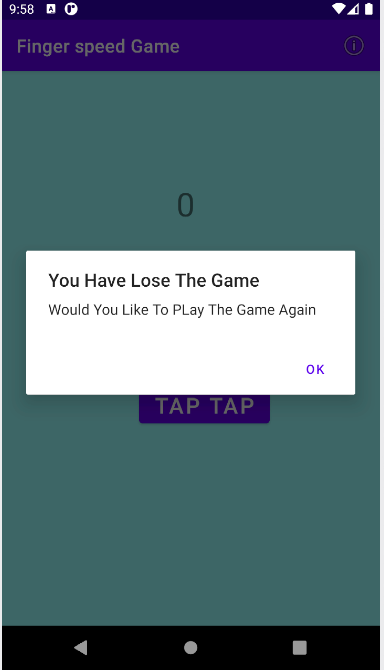 9:58
Finger speed Game
0
You Have Lose The Game
Would You Like To PLay The Game Again
OK
TAP TAP